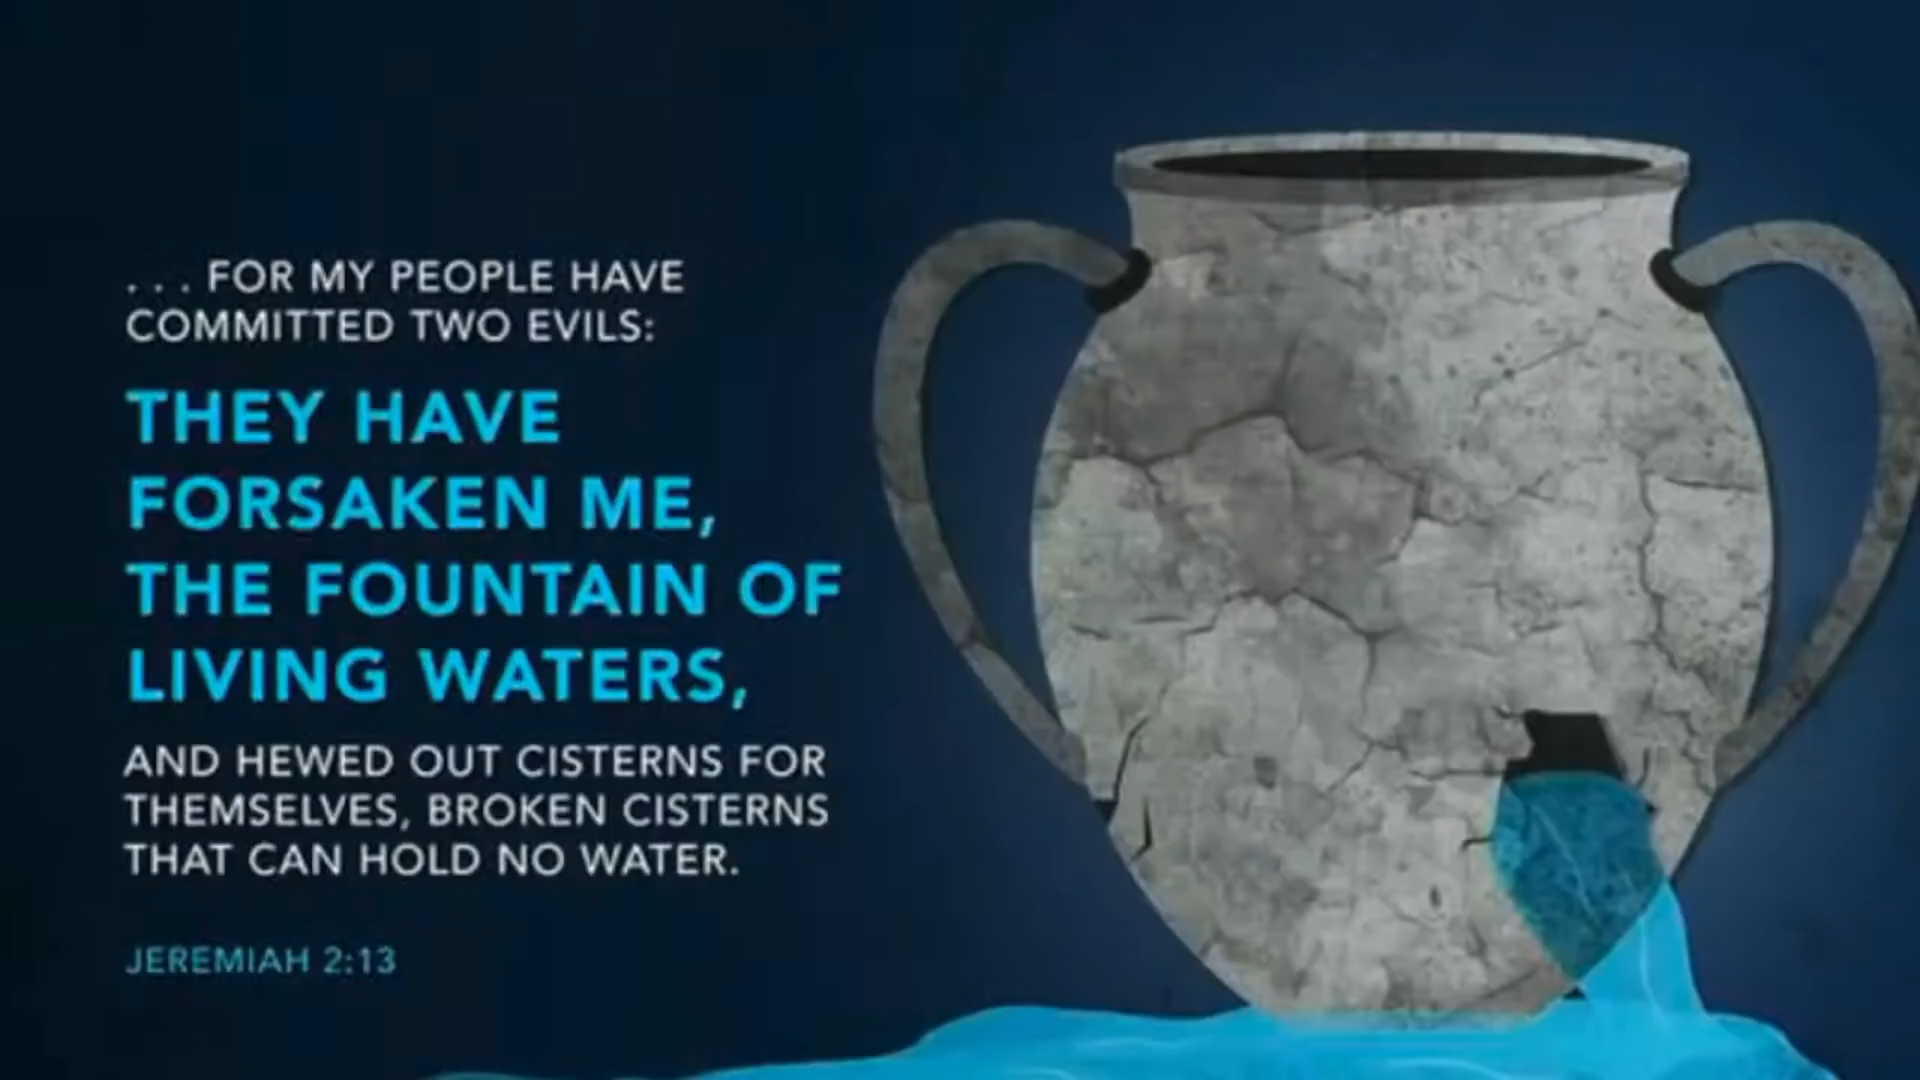 . . . FOR MY PEOPLE HAVE
COMMITTED TWO EVILS:
THEY HAVE
FORSAKEN ME,
THE FOUNTAIN OF
LIVING WATERS,
AND HEWED OUT CISTERNS FOR
THEMSELVES, BROKEN CISTERNS
THAT CAN HOLD NO WATER.
JEREMIAH 2:13